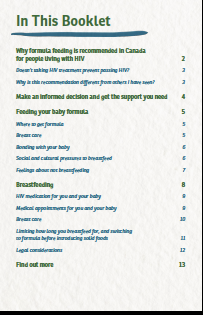 In This Booklet
Why formula feeding is recommended in Canada
for people living with HIV 2
Doesn't taking HIV treatment prevent passing HIV? 2
Why is this recommendation different from others I have seen? 3
Make an informed decision and get the support you need 4
Feeding your baby formula 5
Where to get formula 5
Breast care 5
Bonding with your baby 6
Social and cultural pressures to breastfeed 6
Feelings about not breastfeeding 7
Breastfeeding 8
HIV medication for you and your baby 9
Medical appointments for you and your baby 9
Breast care 10
Limiting how long you breastfeed for, and switching
to formula before introducing solid foods 11
Legal considerations 12
Find out more 13